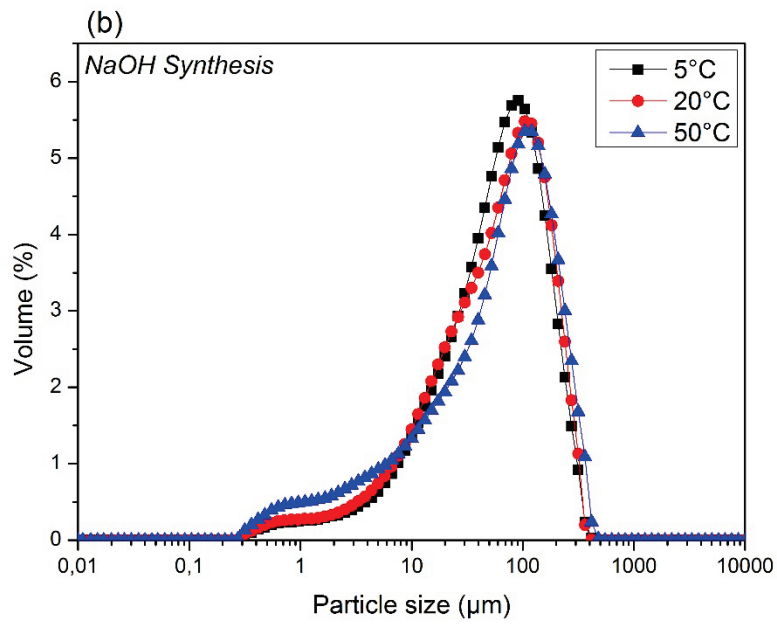 (b)
NaOH Synthesis
5°C
20°C
50°C
6
5
4
3
2
1
0
Volume (%)
0,01
0,1
1
10
100
1000
10000
Particle size (µm)